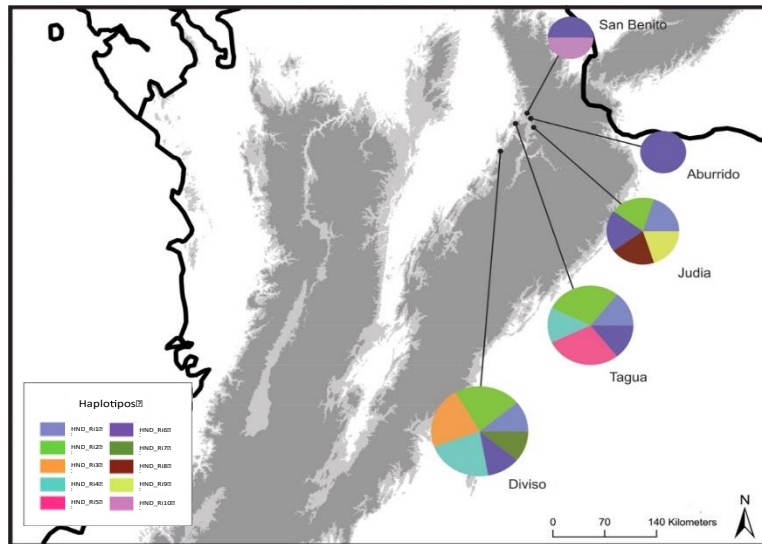 San Benito
Aburrido
Judia
Tagua
Diviso
Haplotipos
HND_Ri1 HND_Ri6
HND_Ri2 HND_Ri7
HND_Ri3 HND_Ri8
HND_Ri4 HND_Ri9
HND_Ri5 HND_Ri10
N
0 70 140 Kilometers